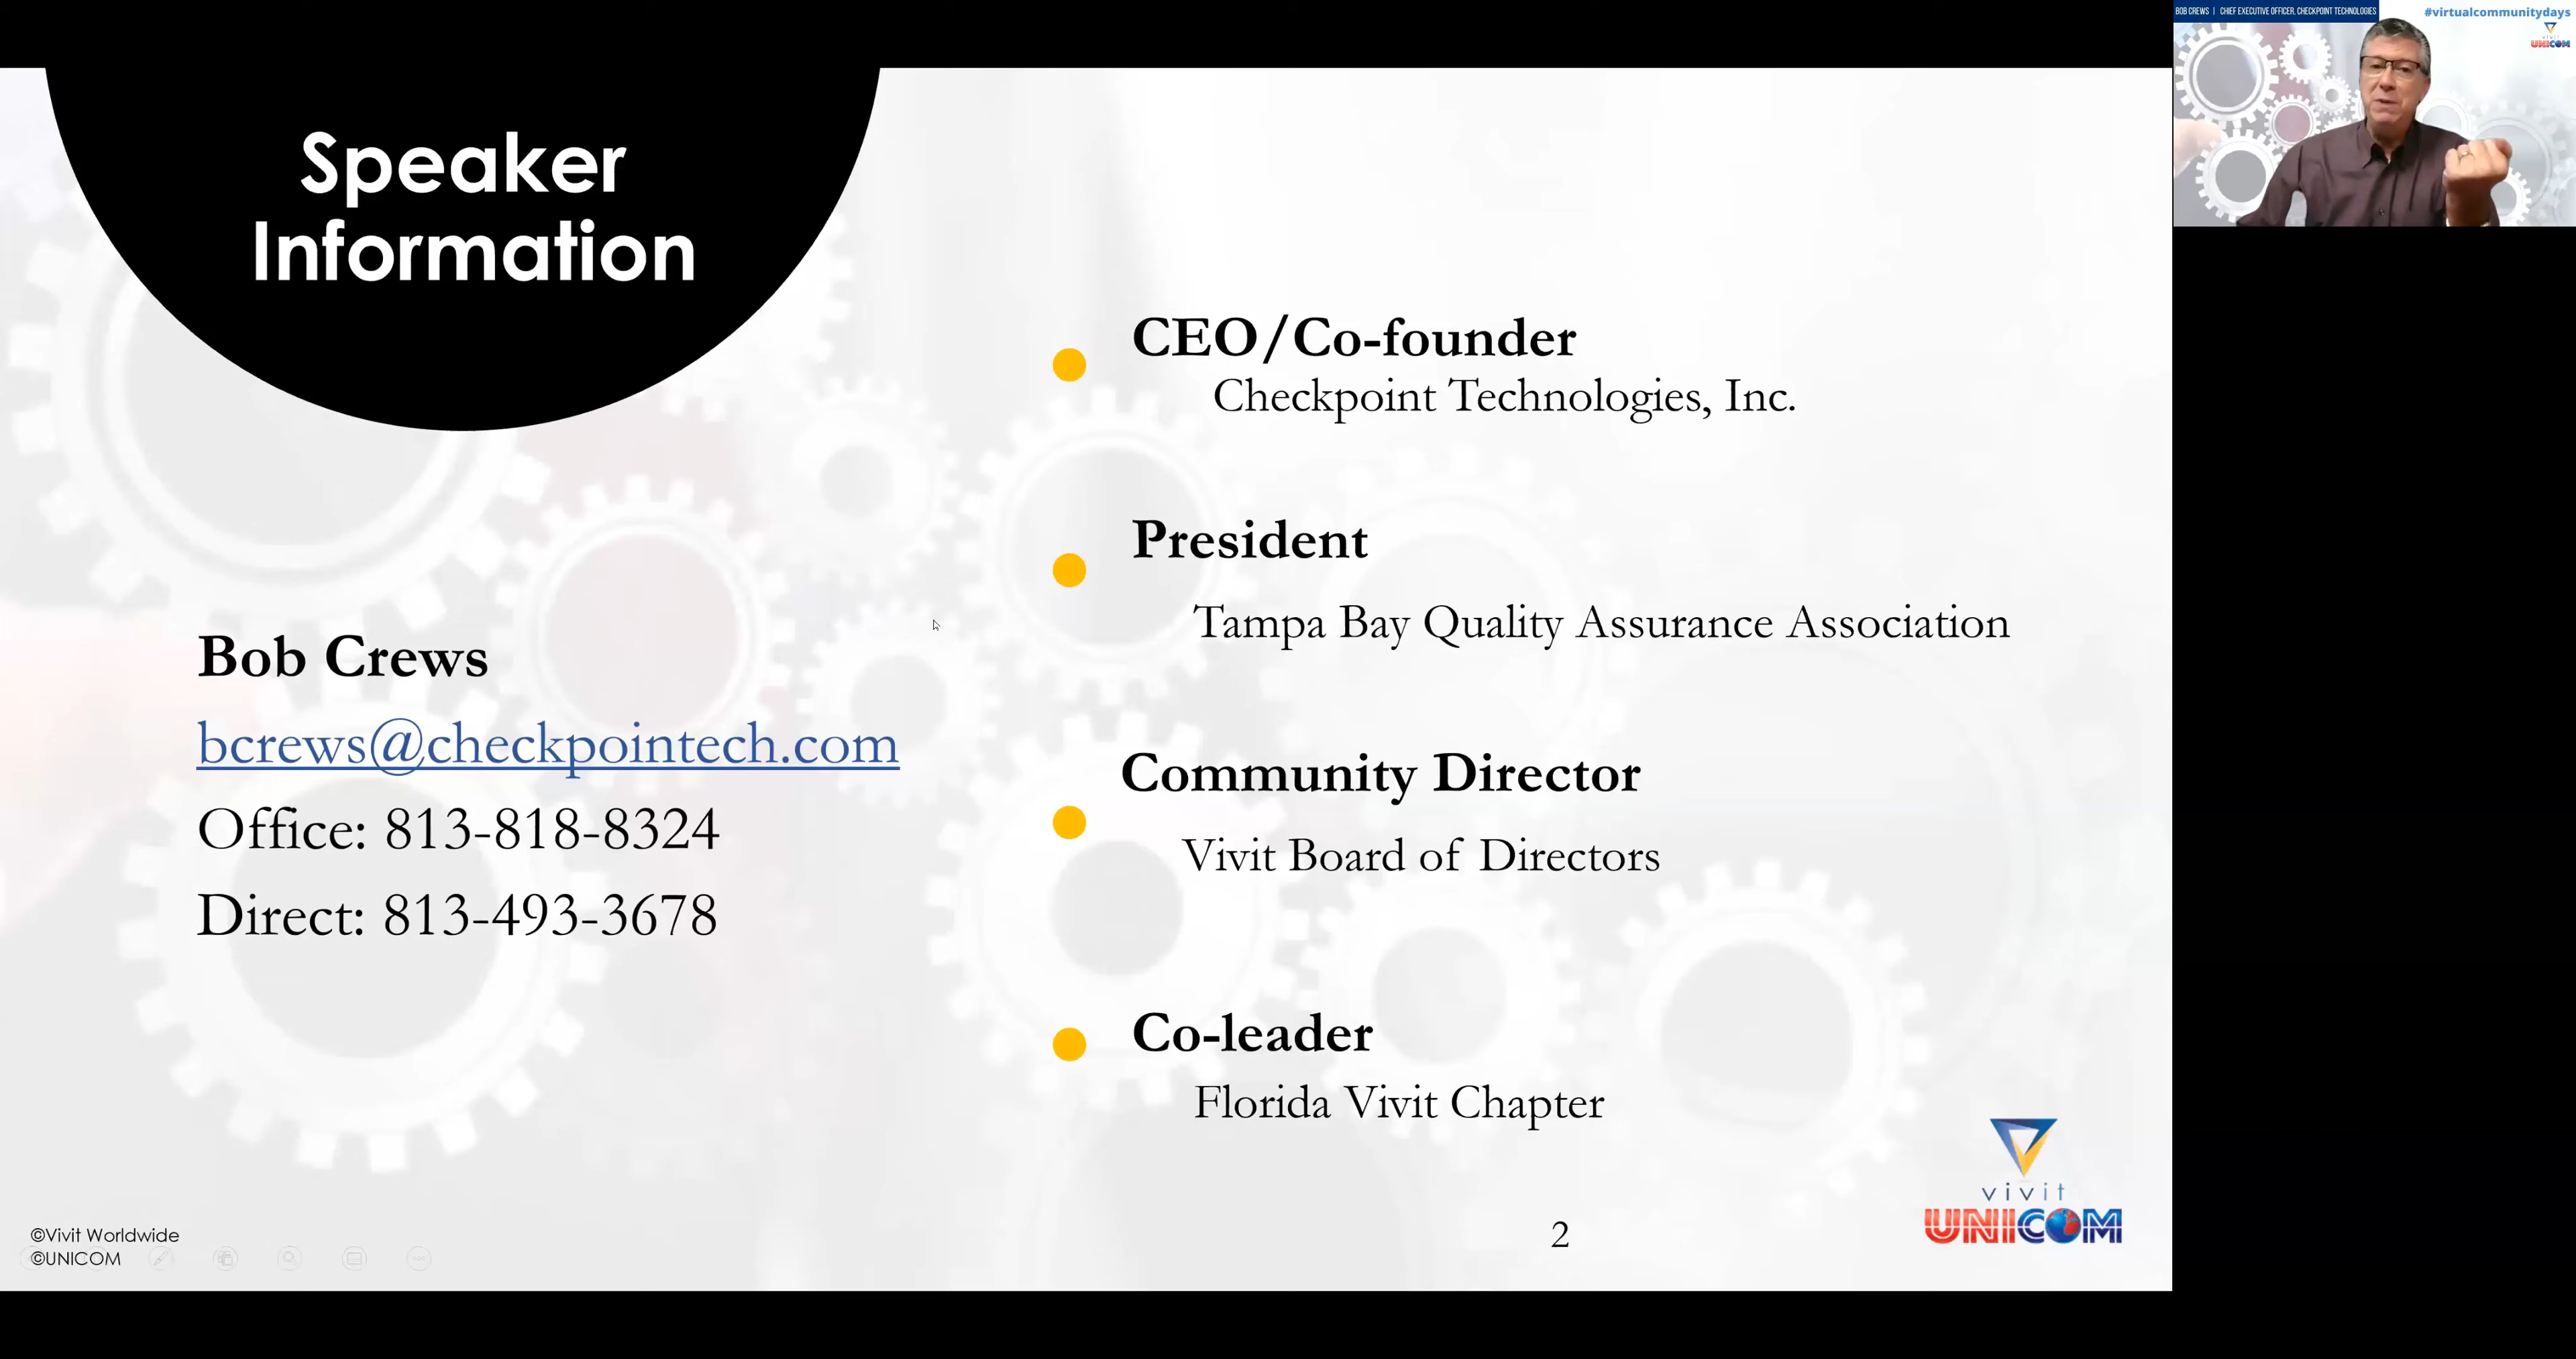 Speaker
Information
Bob Crews
bcrews@checkpointech.com
Office: 813-818-8324
Direct: 813-493-3678
CEO/Co-founder
Checkpoint Technologies, Inc.
President
Tampa Bay Quality Assurance Association
Community Director
Vivit Board of Directors
Co-leader
Florida Vivit Chapter
©Vivit Worldwide
©UNICOM
2
vivit
UNICOM
BOB CREWS | CHIEF EXECUTIVE OFFICER, CHECKPOINT TECHNOLOGIES
#virtualcommunitydays
vivit
UNICOM